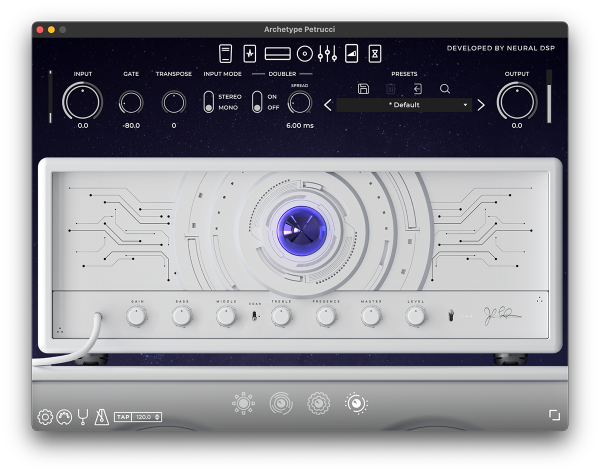 Archetype Petrucci
DEVELOPED BY NEURAL DSP
INPUT
GATE
TRANSPOSE
INPUT MODE
DOUBLER
PRESETS
OUTPUT
STEREO
MONO
ON
OFF
SPREAD
* Default
0.0
-80.0
0
6.00 ms
0.0
GAIN
BASS
MIDDLE
TREBLE
PRESENCE
MASTER
LEVEL
TAP
120.0